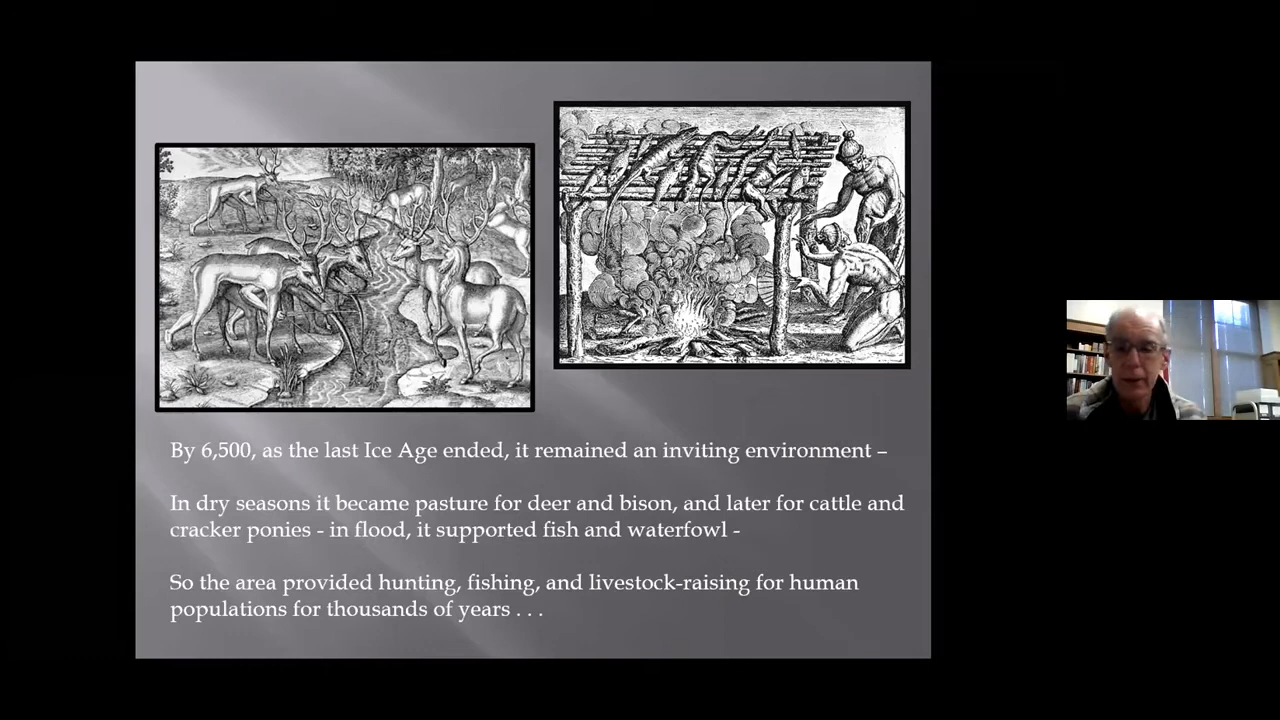 By 6,500, as the last Ice Age ended, it remained an inviting environment –
In dry seasons it became pasture for deer and bison, and later for cattle and
cracker ponies - in flood, it supported fish and waterfowl -
So the area provided hunting, fishing, and livestock-raising for human
populations for thousands of years . . .